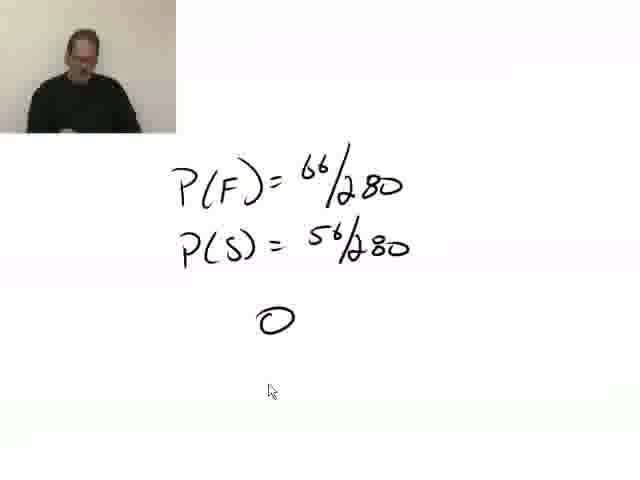 P(F) = 66/280
P(S) = 56/280
0